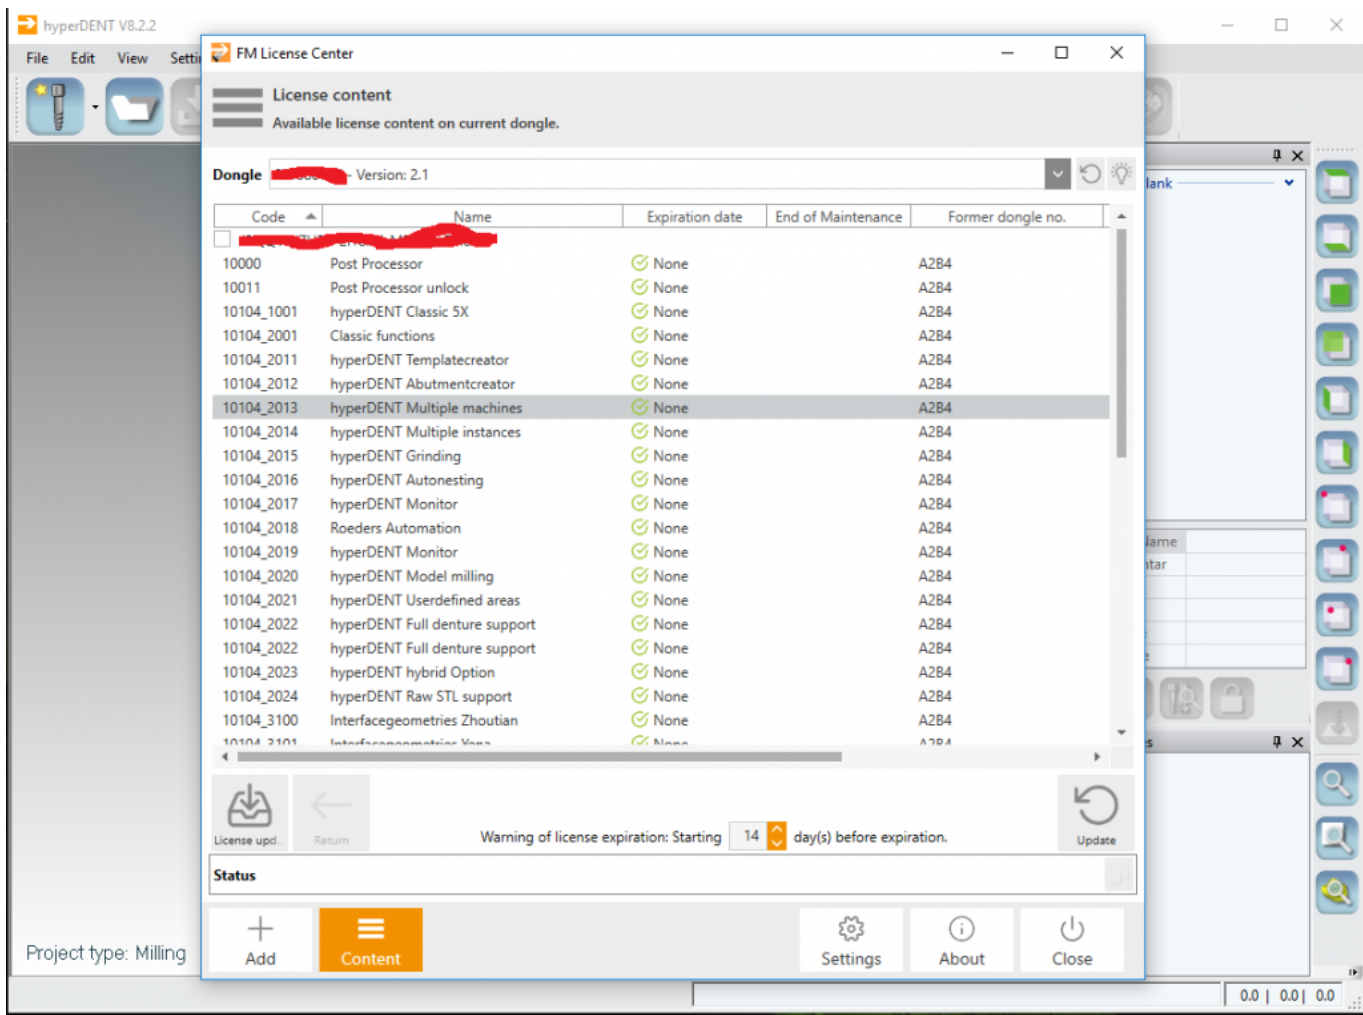 hyperDENT V8.2.2
File Edit View
FM License Center
License content
Available license content on current dongle.
Dongle - Version: 2.1
Code Name Expiration date End of Maintenance Former dongle no.
10000 Post Processor None A2B4
10011 Post Processor unlock None A2B4
10104_1001 hyperDENT Classic 5X None A2B4
10104_2001 Classic functions None A2B4
10104_2011 hyperDENT Templatecreator None A2B4
10104_2012 hyperDENT Abutmentcreator None A2B4
10104_2013 hyperDENT Multiple machines None A2B4
10104_2014 hyperDENT Multiple instances None A2B4
10104_2015 hyperDENT Grinding None A2B4
10104_2016 hyperDENT Autonesting None A2B4
10104_2017 hyperDENT Monitor None A2B4
10104_2018 Roeders Automation None A2B4
10104_2019 hyperDENT Monitor None A2B4
10104_2020 hyperDENT Model milling None A2B4
10104_2021 hyperDENT Userdefined areas None A2B4
10104_2022 hyperDENT Full denture support None A2B4
10104_2022 hyperDENT Full denture support None A2B4
10104_2023 hyperDENT hybrid Option None A2B4
10104_2024 hyperDENT Raw STL support None A2B4
10104_3100 Interfacegeometries Zhoutian None A2B4
10104_3101 Interfacegeometries Yena None A2B4
License upd...
Return
Warning of license expiration: Starting 14 day(s) before expiration.
Update
Status
Add
Content
Settings
About
Close
Project type: Milling
0.0 | 0.0 | 0.0